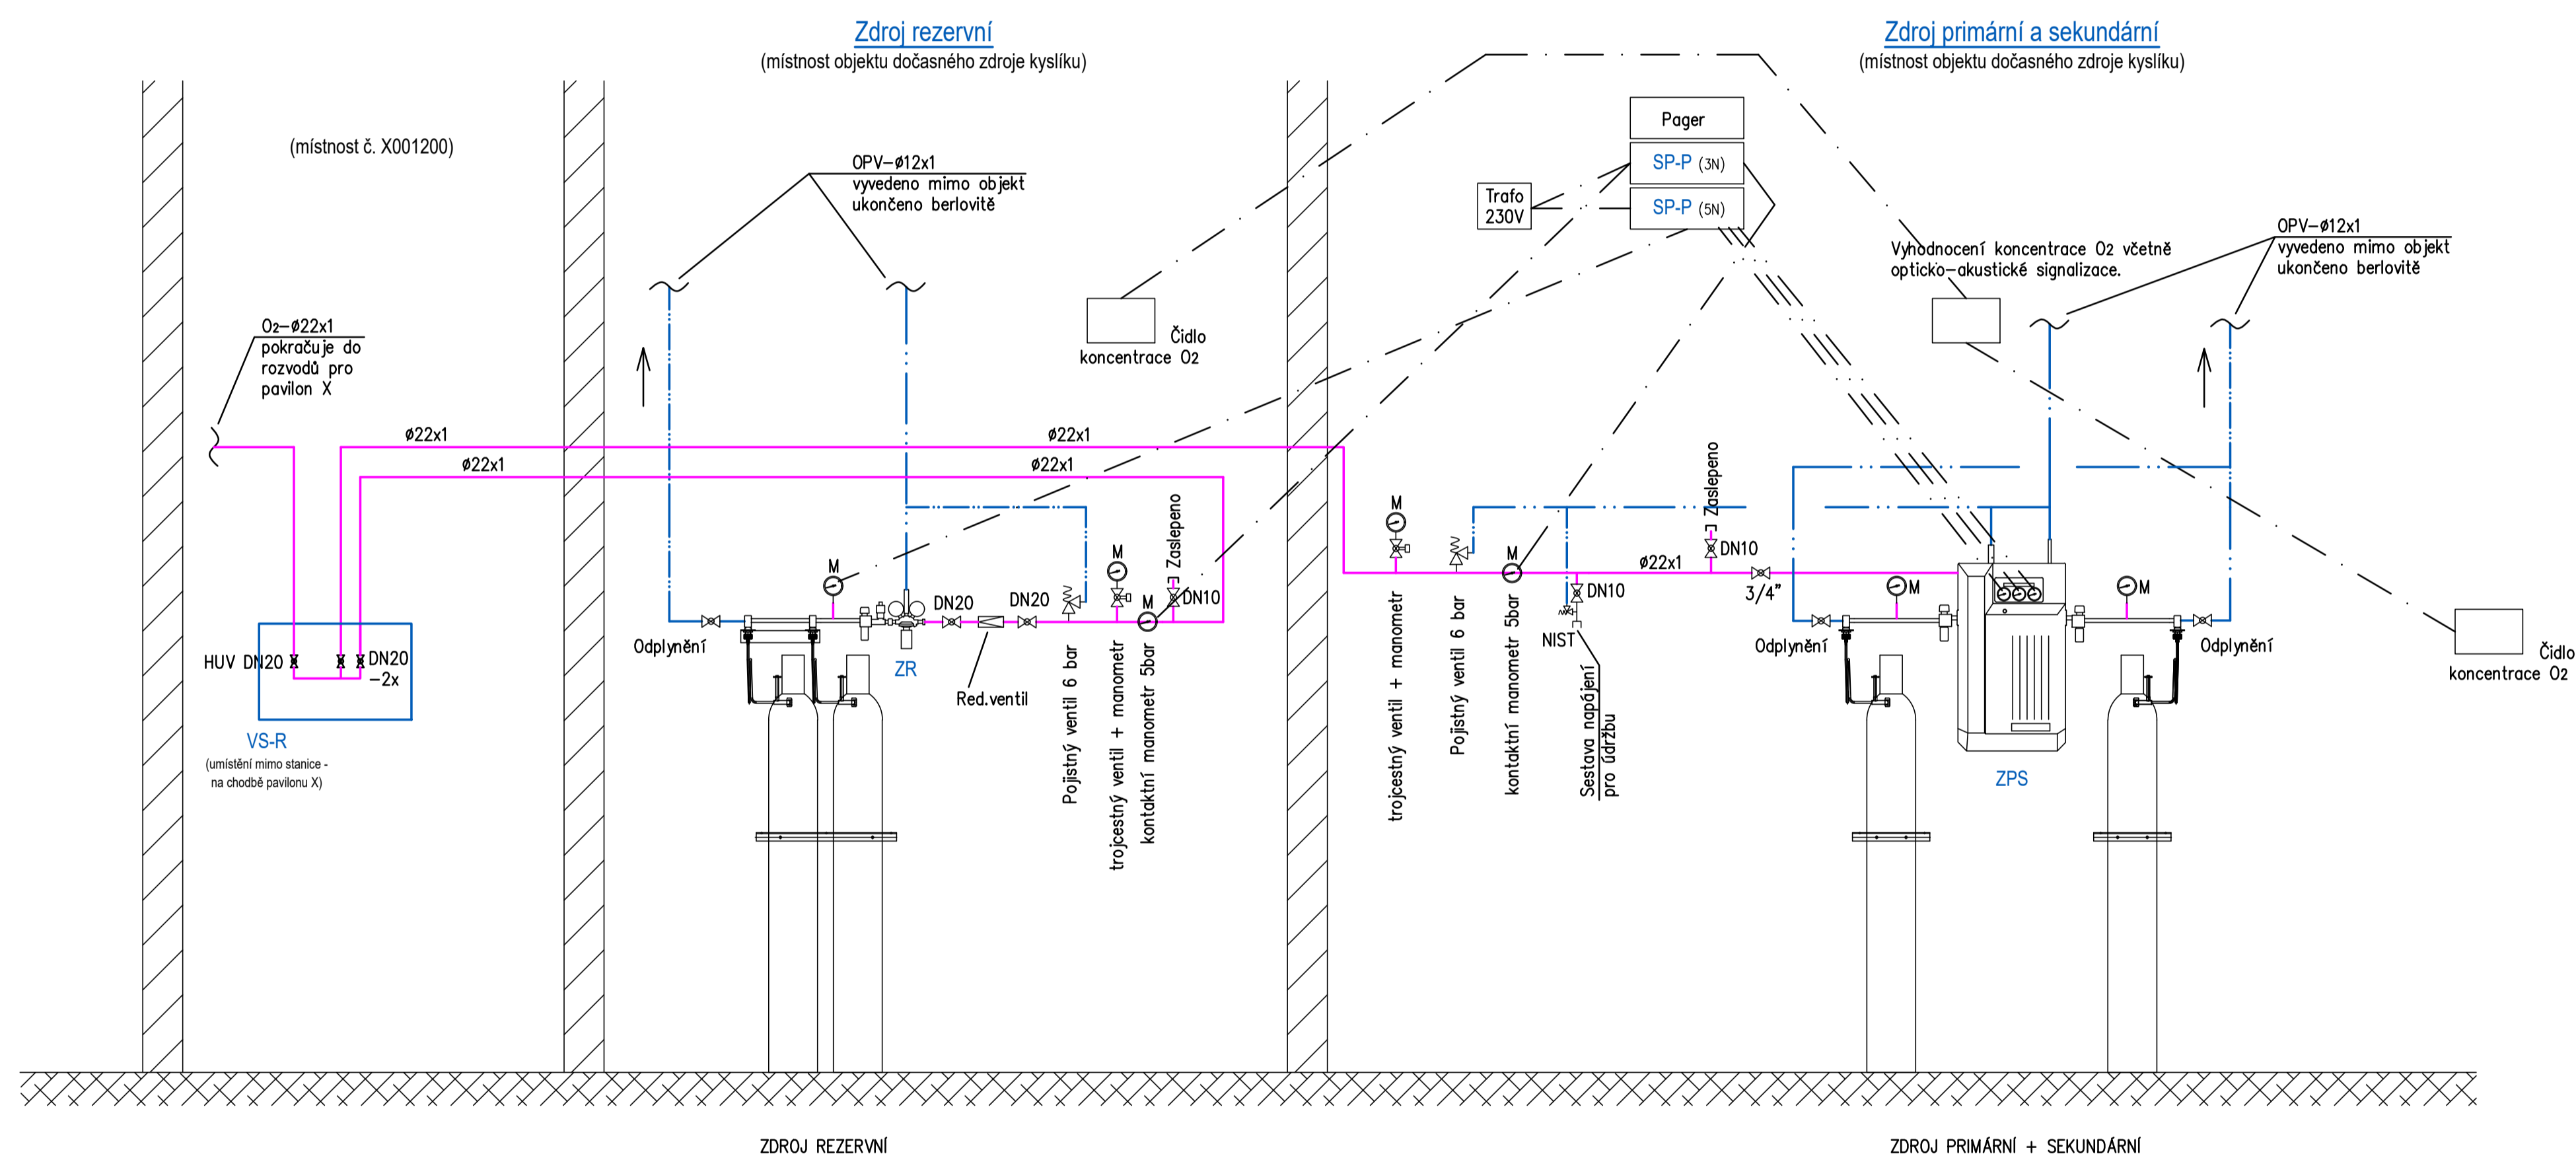 Zdroj rezervní
(místnost objektu dočasného zdroje kyslíku)
Zdroj primární a sekundární
(místnost objektu dočasného zdroje kyslíku)
(místnost č. X001200)
O2-ø22x1
pokračuje do
rozvodů pro
pavilon X
ø22x1
ø22x1
HUV DN20
DN20
-2x
VS-R
(umístění mimo stanice -
na chodbě pavilonu X)
OPV-ø12x1
vyvedeno mimo objekt
ukončeno berlovitě
Čidlo
koncentrace O2
ø22x1
ø22x1
Odplynění
M
ZR
DN20
Red.ventil
DN20
Pojistný ventil 6 bar
M
trojcestný ventil + manometr
M
kontaktní manometr 5bar
Zaslepeno
DN10
Pager
SP-P (3N)
SP-P (5N)
Trafo
230V
Vyhodnocení koncentrace O2 včetně
opticko-akustické signalizace.
OPV-ø12x1
vyvedeno mimo objekt
ukončeno berlovitě
M
trojcestný ventil + manometr
Pojistný ventil 6 bar
M
kontaktní manometr 5bar
DN10
NIST
Sestava napájení
pro údržbu
ø22x1
Zaslepeno
DN10
3/4"
Odplynění
M
ZPS
M
Odplynění
Čidlo
koncentrace O2
ZDROJ REZERVNÍ
ZDROJ PRIMÁRNÍ + SEKUNDÁRNÍ